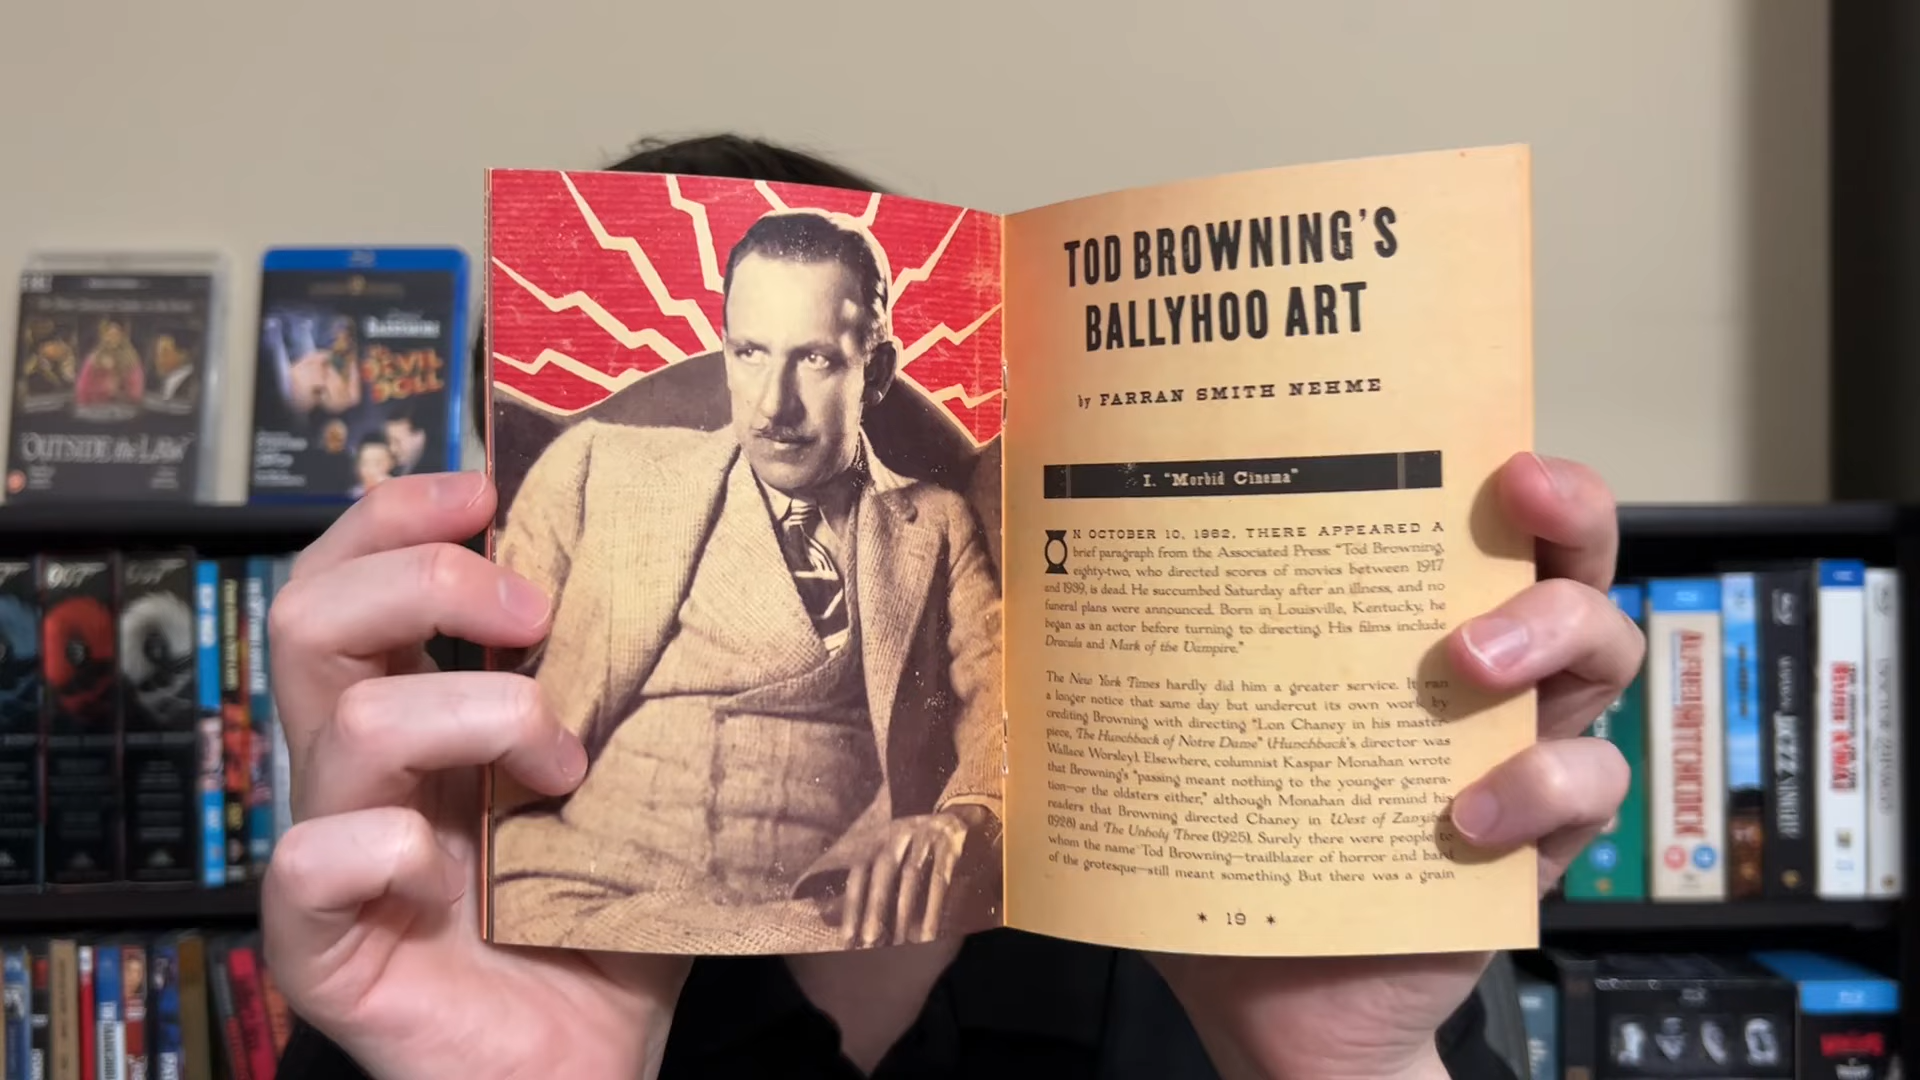 OUTSIDE the LAW
BARRYMORE
DEVIL
DOLL
TOD BROWNING'S
BALLYHOO ART
by FARRAN SMITH NEHME
I. "Morbid Cinema"
ON OCTOBER 10, 1962, THERE APPEARED A
brief paragraph from the Associated Press: "Tod Browning,
eighty-two, who directed scores of movies between 1917
and 1939, is dead. He succumbed Saturday after an illness, and no
funeral plans were announced. Born in Louisville, Kentucky, he
began as an actor before turning to directing. His films include
Dracula and Mark of the Vampire."
The New York Times hardly did him a greater service. It ran
a longer notice that same day but undercut its own work by
crediting Browning with directing "Lon Chaney in his master-
piece, The Hunchback of Notre Dame" (Hunchback's director was
Wallace Worsley). Elsewhere, columnist Kaspar Monahan wrote
that Browning's "passing meant nothing to the younger genera-
tion—or the oldsters either," although Monahan did remind his
readers that Browning directed Chaney in West of Zanzibar
(1928) and The Unholy Three (1925). Surely there were people to
whom the name Tod Browning—trailblazer of horror and bard
of the grotesque—still meant something. But there was a grain
* 19 *
007
007
ALFRED HITCHCOCK